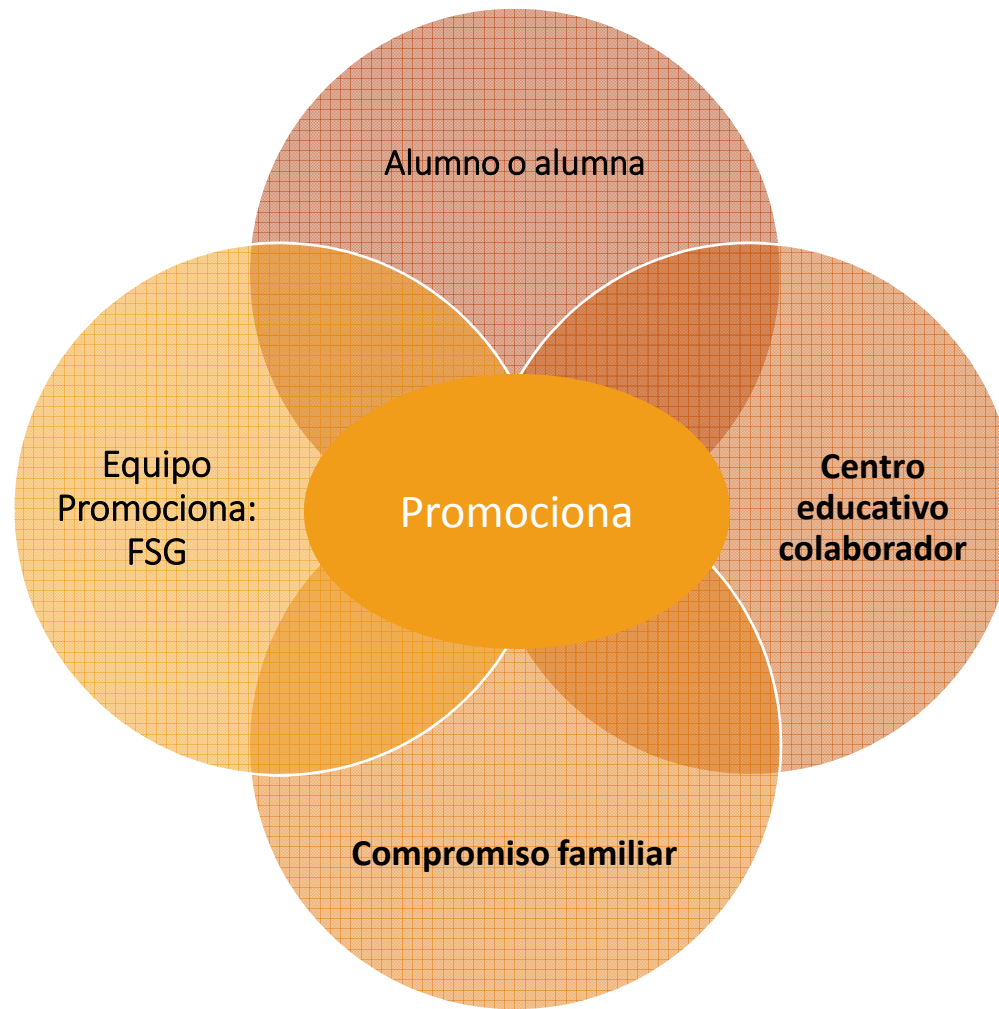 Alumno o alumna
Equipo
Promociona:
FSG
Promociona
Centro
educativo
colaborador
Compromiso familiar